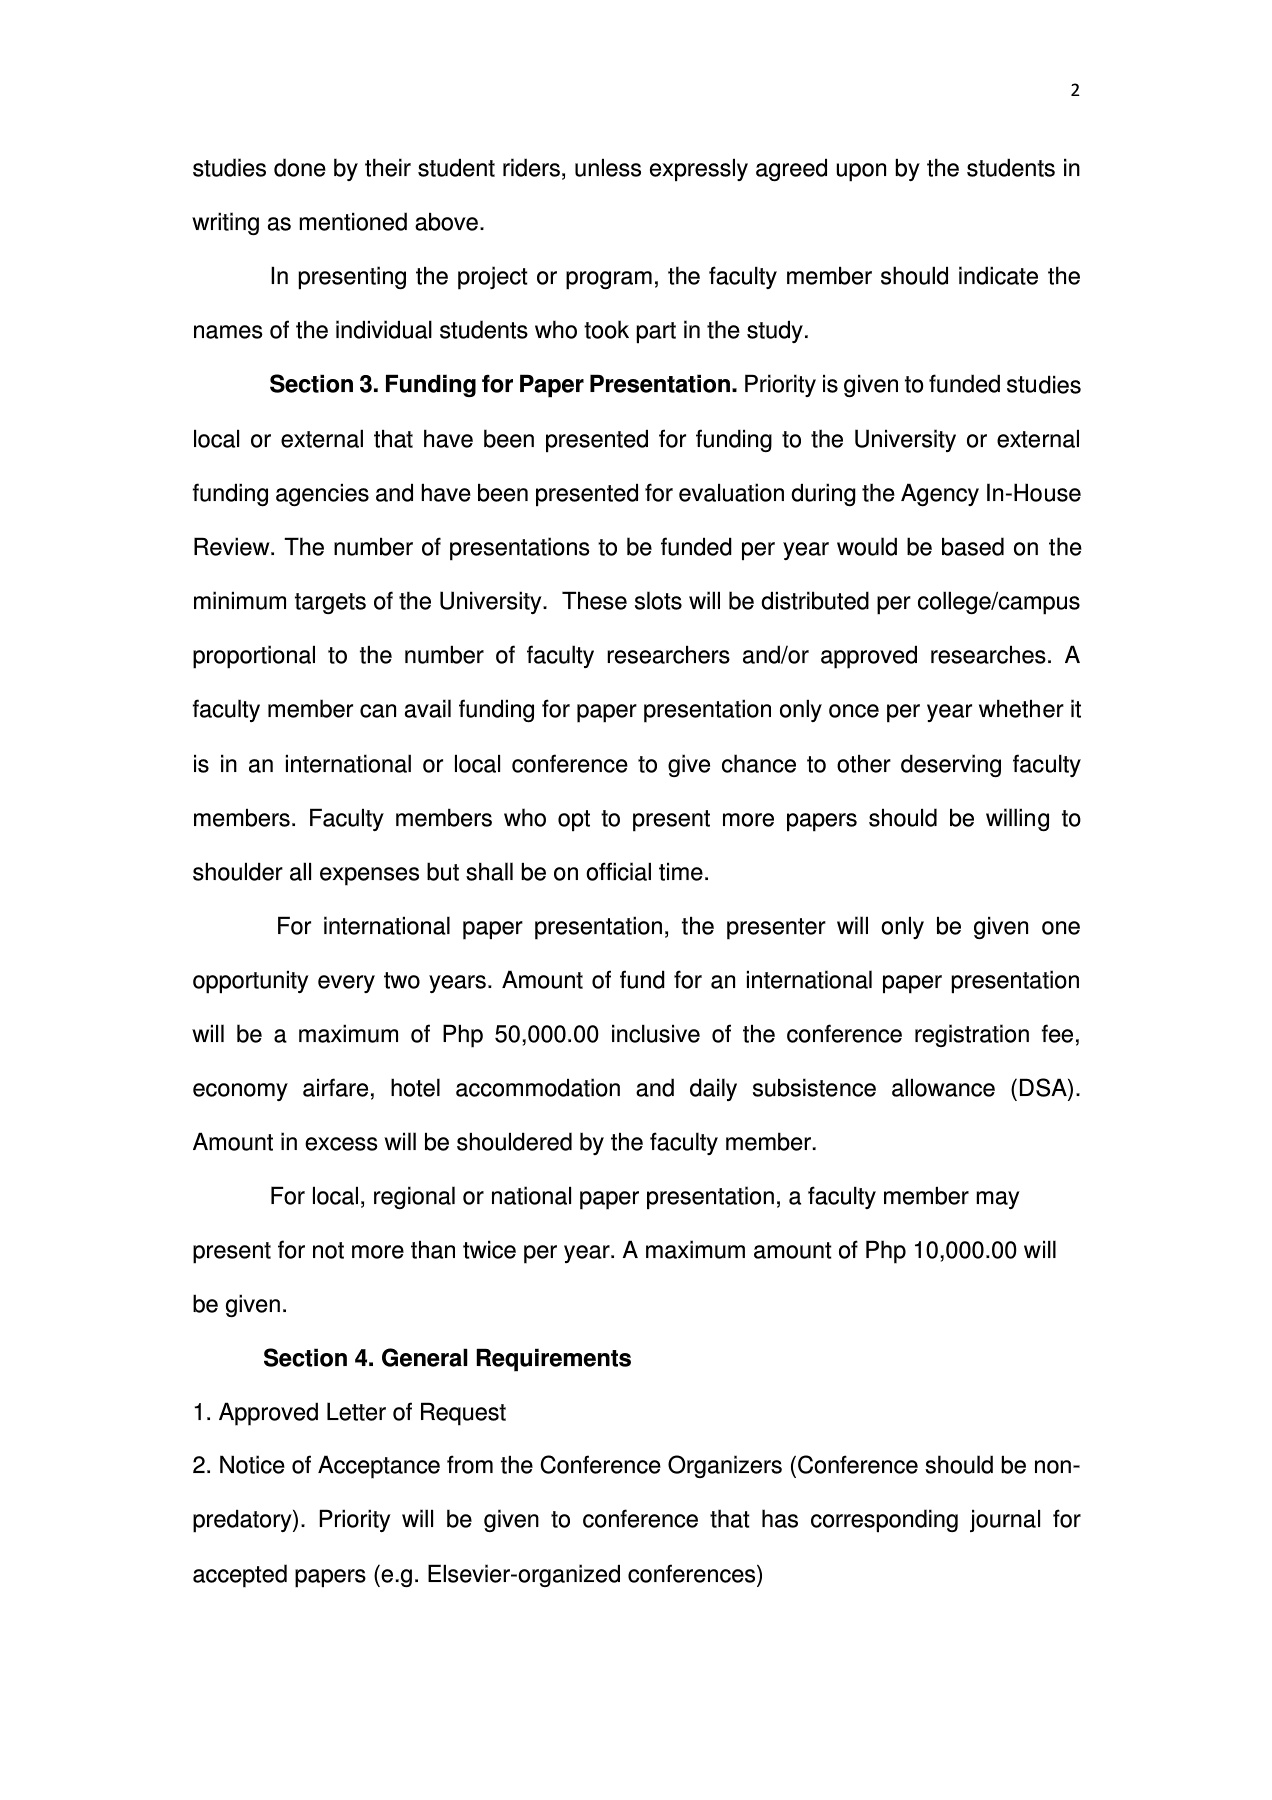 2
studies done by their student riders, unless expressly agreed upon by the students in
writing as mentioned above.
In presenting the project or program, the faculty member should indicate the
names of the individual students who took part in the study.
Section 3. Funding for Paper Presentation. Priority is given to funded studies
local or external that have been presented for funding to the University or external
funding agencies and have been presented for evaluation during the Agency In-House
Review. The number of presentations to be funded per year would be based on the
minimum targets of the University.  These slots will be distributed per college/campus
proportional to the number of faculty researchers and/or approved researches. A
faculty member can avail funding for paper presentation only once per year whether it
is in an international or local conference to give chance to other deserving faculty
members. Faculty members who opt to present more papers should be willing to
shoulder all expenses but shall be on official time.
For international paper presentation, the presenter will only be given one
opportunity every two years. Amount of fund for an international paper presentation
will be a maximum of Php 50,000.00 inclusive of the conference registration fee,
economy airfare, hotel accommodation and daily subsistence allowance (DSA).
Amount in excess will be shouldered by the faculty member.
For local, regional or national paper presentation, a faculty member may
present for not more than twice per year. A maximum amount of Php 10,000.00 will
be given.
Section 4. General Requirements
1. Approved Letter of Request
2. Notice of Acceptance from the Conference Organizers (Conference should be non-
predatory). Priority will be given to conference that has corresponding journal for
accepted papers (e.g. Elsevier-organized conferences)